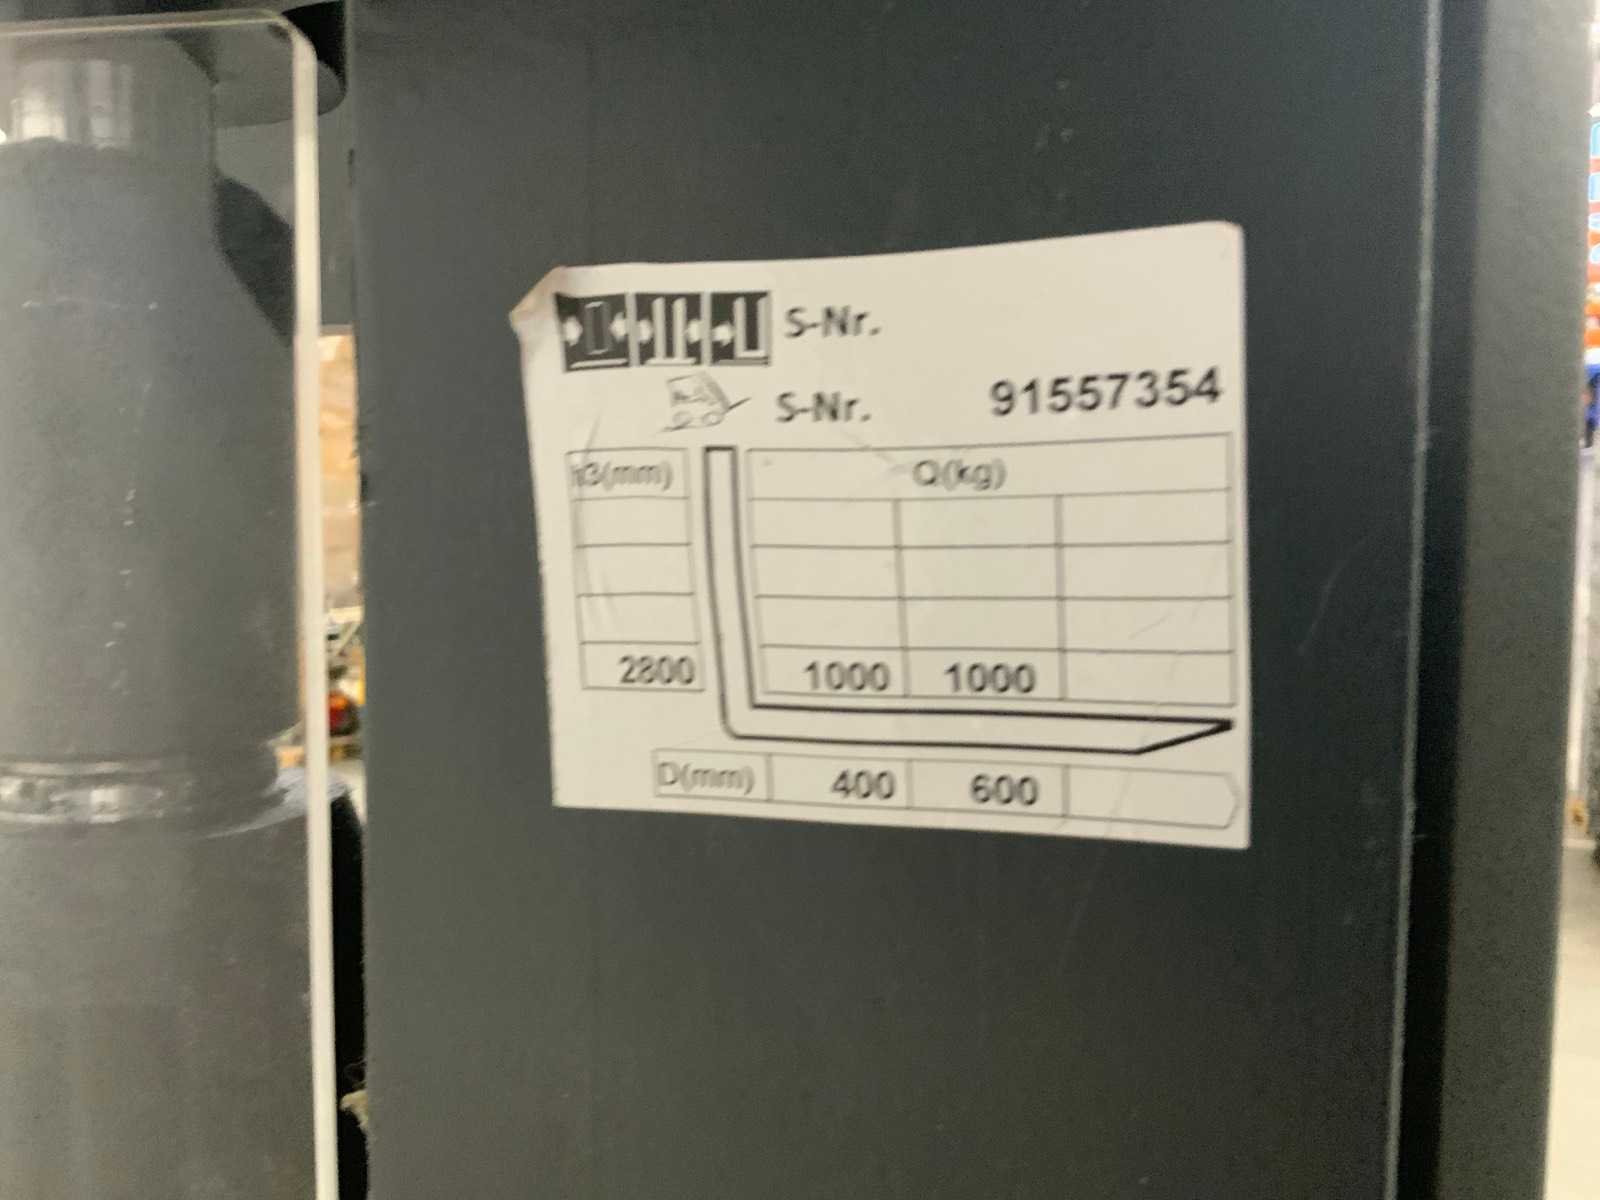 S-Nr.
S-Nr. 91557354
h3(mm) Q(kg)
2800 1000 1000
D(mm) 400 600